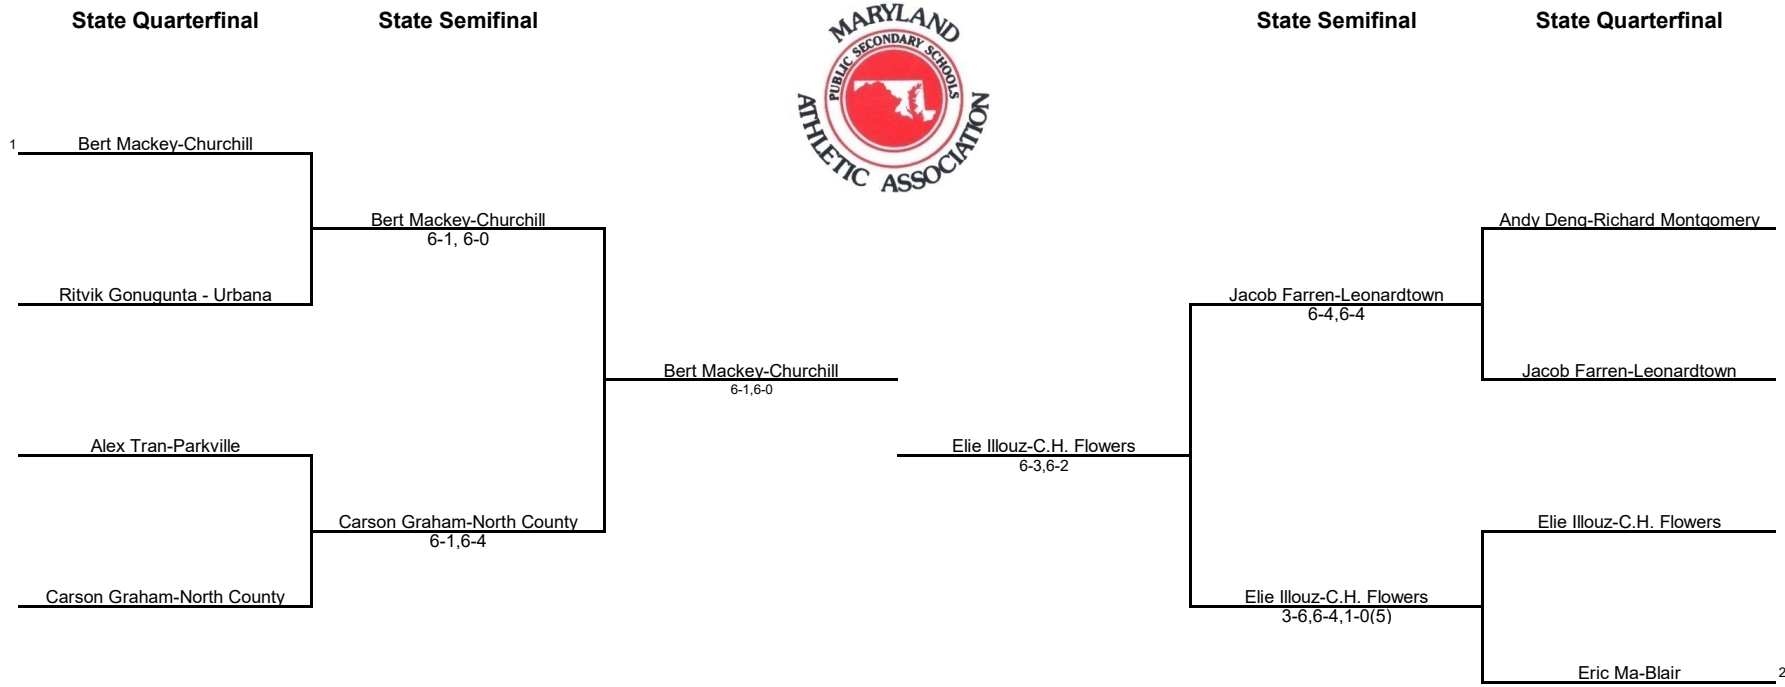 State Quarterfinal
State Semifinal
MARYLAND
PUBLIC SECONDARY SCHOOLS
ATHLETIC ASSOCIATION
State Semifinal
State Quarterfinal
1
Bert Mackey-Churchill
Bert Mackey-Churchill
6-1, 6-0
Ritvik Gonugunta - Urbana
Bert Mackey-Churchill
6-1,6-0
Alex Tran-Parkville
Carson Graham-North County
6-1,6-4
Carson Graham-North County
Andy Deng-Richard Montgomery
Jacob Farren-Leonardtown
6-4,6-4
Jacob Farren-Leonardtown
Elie Illouz-C.H. Flowers
6-3,6-2
Elie Illouz-C.H. Flowers
Elie Illouz-C.H. Flowers
3-6,6-4,1-0(5)
Eric Ma-Blair
2